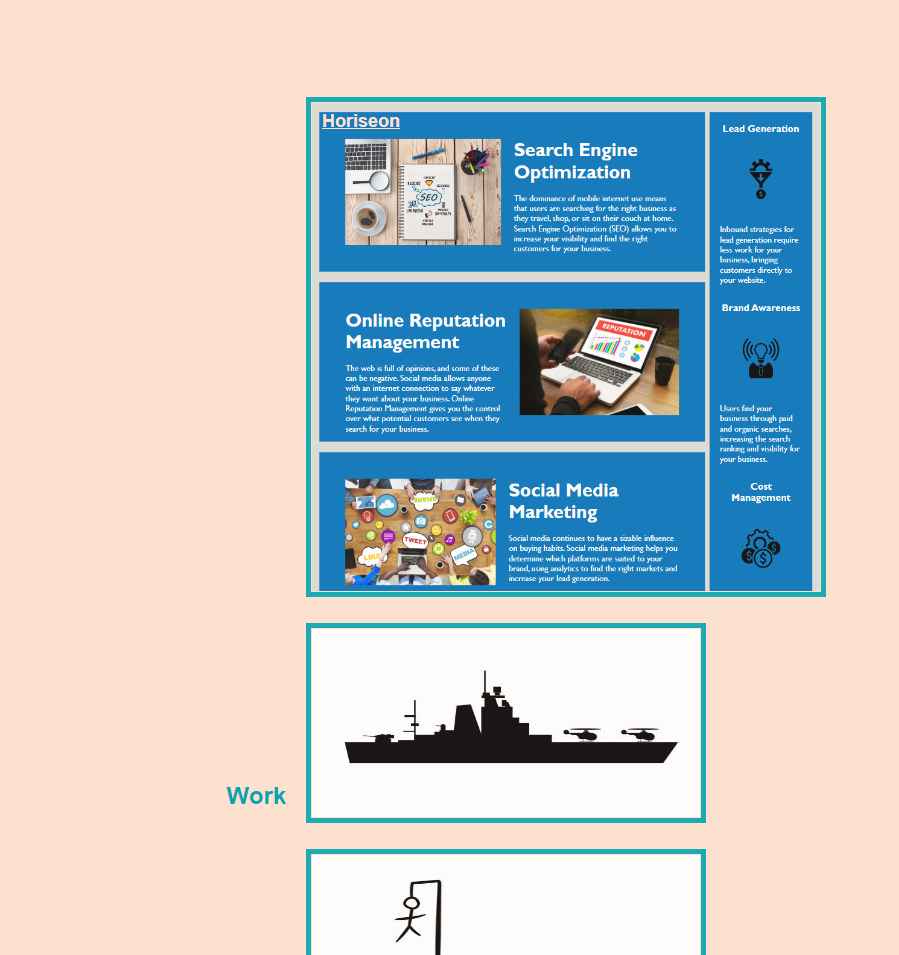 Horiseon
Search Engine
Optimization
The dominance of mobile internet use means
that users are searching for the right business as
they travel, shop, or sit on their couch at home.
Search Engine Optimization (SEO) allows you to
increase your visibility and find the right
customers for your business.
SEO
Online Reputation
Management
The web is full of opinions, and some of these
can be negative. Social media allows anyone
with an internet connection to say whatever
they want about your business. Online
Reputation Management gives you the control
over what potential customers see when they
search for your business.
REPUTATION
SHARE
TWEET
LIKE
MEDIA
Social Media
Marketing
Social media continues to have a sizable influence
on buying habits. Social media marketing helps you
determine which platforms are suited to your
brand, using analytics to find the right markets and
increase your lead generation.
Lead Generation
Inbound strategies for
lead generation require
less work for your
business, bringing
customers directly to
your website.
Brand Awareness
Users find your
business through paid
and organic searches,
increasing the search
ranking and visibility for
your business.
Cost
Management
Work